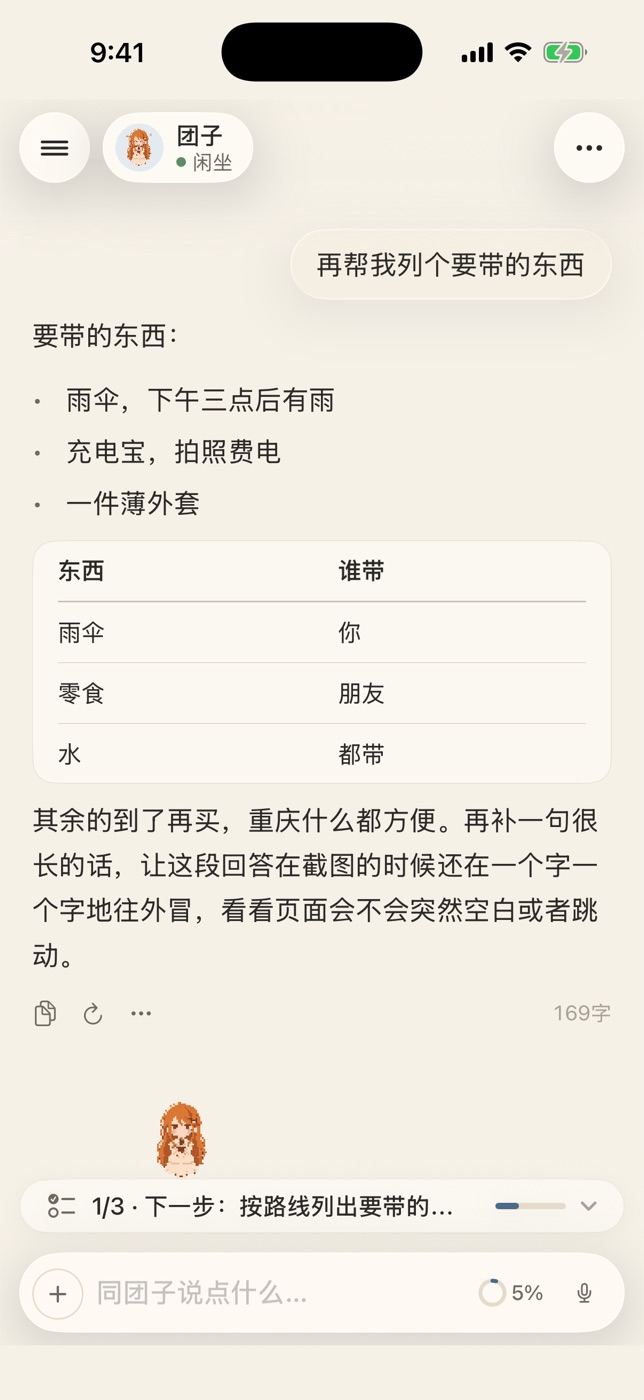 9:41
团子
闲坐
再帮我列个要带的东西
要带的东西：
• 雨伞，下午三点后有雨
• 充电宝，拍照费电
• 一件薄外套
东西 谁带
雨伞 你
零食 朋友
水 都带
其余的到了再买，重庆什么都方便。再补一句很
长的话，让这段回答在截图的时候还在一个字一
个字地往外冒，看看页面会不会突然空白或者跳
动。
169字
1/3 · 下一步：按路线列出要带的…
同团子说点什么…
5%